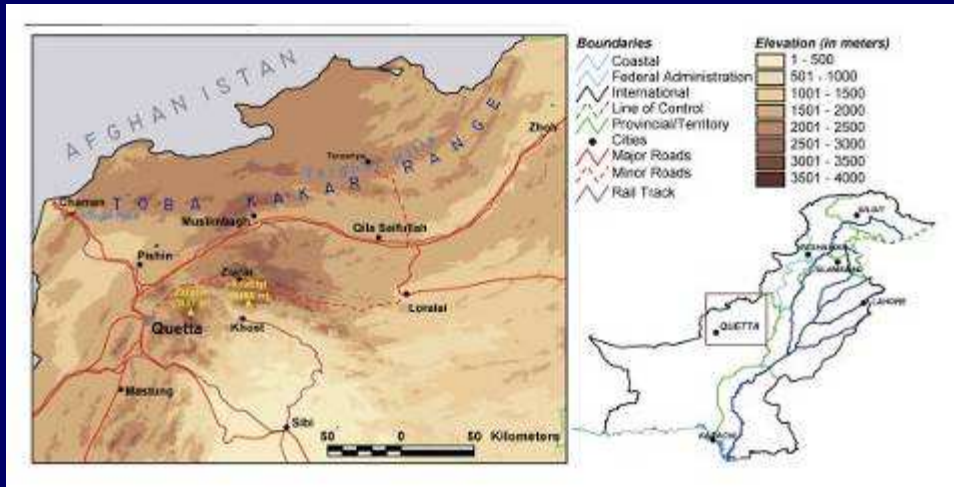 AFGHANISTAN
TOBA KAKAR RANGE
Zhob
Chaman
Muslimbagh
Qila Saifullah
Pishin
Loralai
Quetta
Khost
Mastung
Sibi
50 0 50 Kilometers
Boundaries
Coastal
Federal Administration
International
Line of Control
Provincial/Territory
Cities
Major Roads
Minor Roads
Rail Track
Elevation (in meters)
1 - 500
501 - 1000
1001 - 1500
1501 - 2000
2001 - 2500
2501 - 3000
3001 - 3500
3501 - 4000
QUETTA
LAHORE